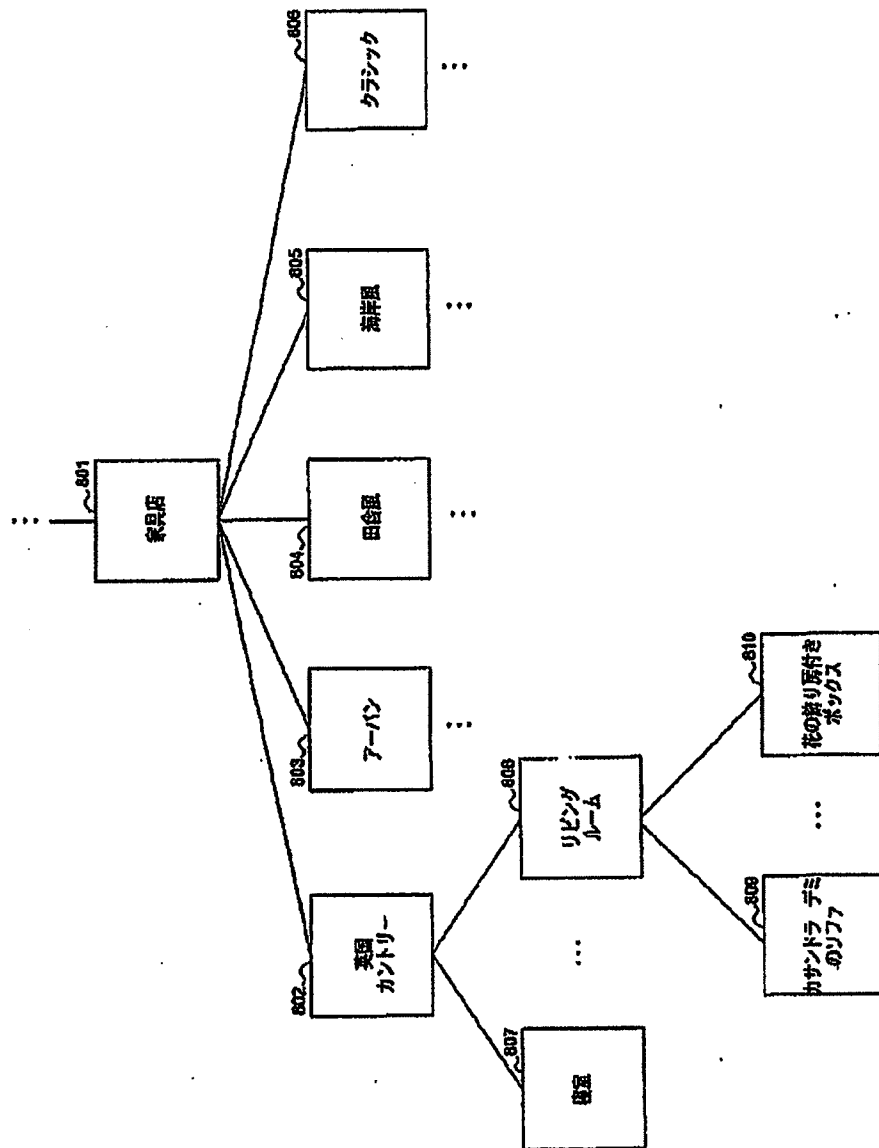 801
家具店
802
英国
カントリー
803
アーバン
804
田舎風
805
海岸風
806
クラシック
807
寝室
808
リビング
ルーム
809
カサンドラ デミ
のソファ
810
花の飾り房付き
ボックス